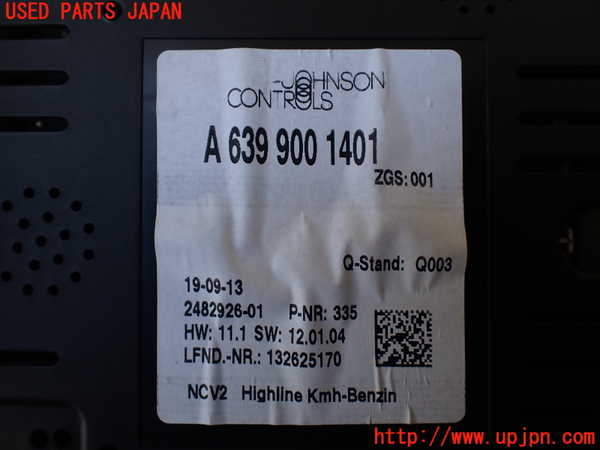 USED PARTS JAPAN
JOHNSON
CONTROLS
A 639 900 1401
ZGS: 001
Q-Stand: Q003
19-09-13
2482926-01 P-NR: 335
HW: 11.1 SW: 12.01.04
LFND.-NR.: 132625170
NCV2 Highline Kmh-Benzin
http://www.upjpn.com/